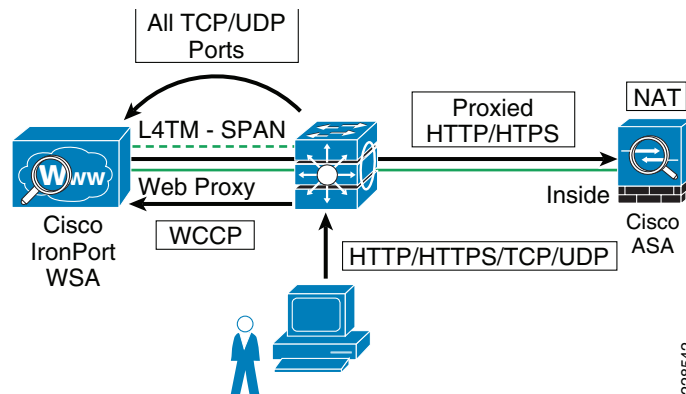 All TCP/UDP
Ports
L4TM - SPAN
Proxied
HTTP/HTPS
NAT
Www
Web Proxy
Inside
Cisco
IronPort
WSA
WCCP
Cisco
ASA
HTTP/HTTPS/TCP/UDP